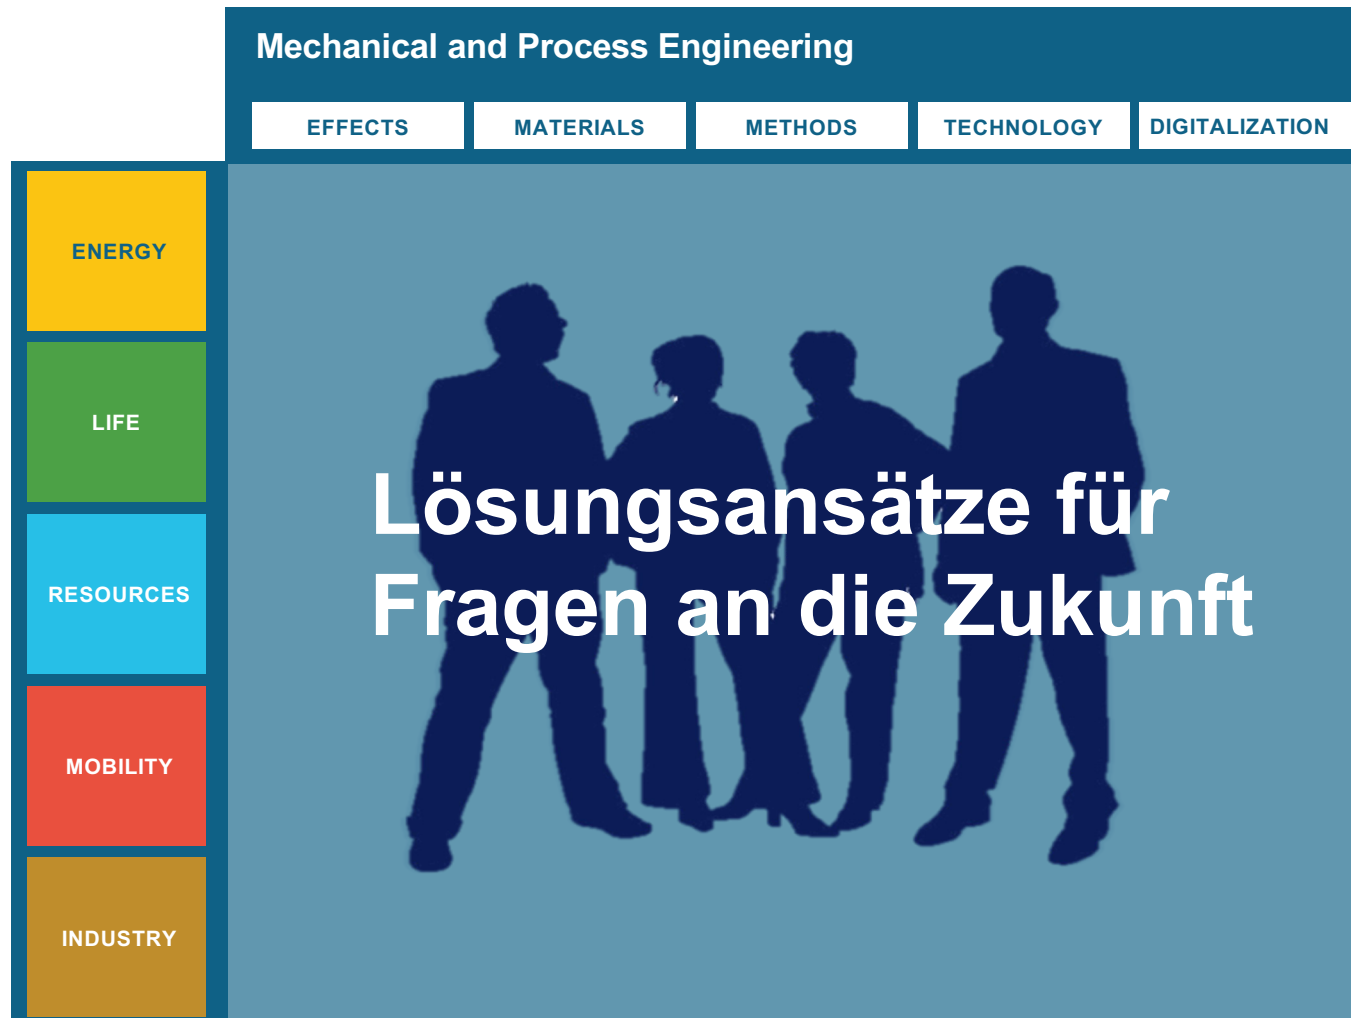 Mechanical and Process Engineering
EFFECTS
MATERIALS
METHODS
TECHNOLOGY
DIGITALIZATION
ENERGY
LIFE
RESOURCES
MOBILITY
INDUSTRY
Lösungsansätze für
Fragen an die Zukunft